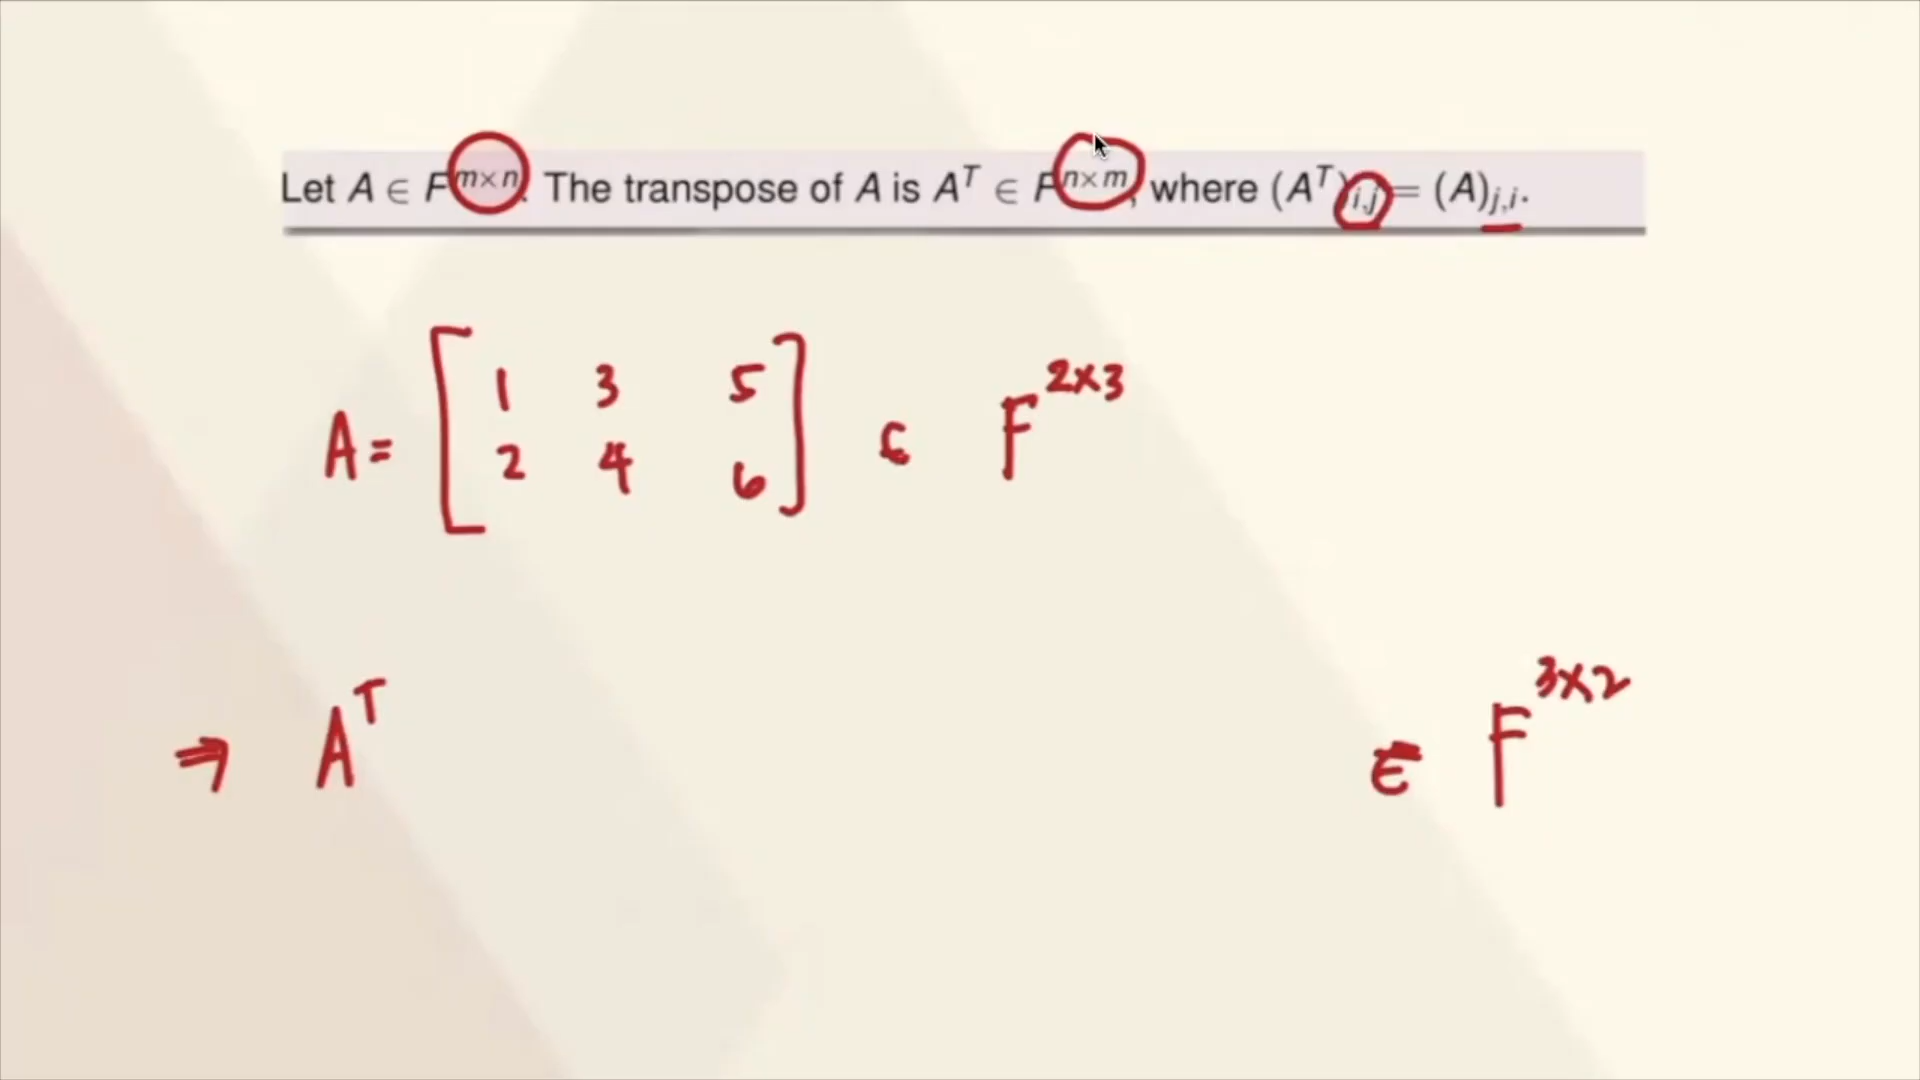 Let A ∈ F^{m×n}. The transpose of A is A^T ∈ F^{n×m}, where (A^T)_{i,j} = (A)_{j,i}.
A = [ 1 3 5
2 4 6 ] ∈ F^{2×3}
⇒ A^T ∈ F^{3×2}